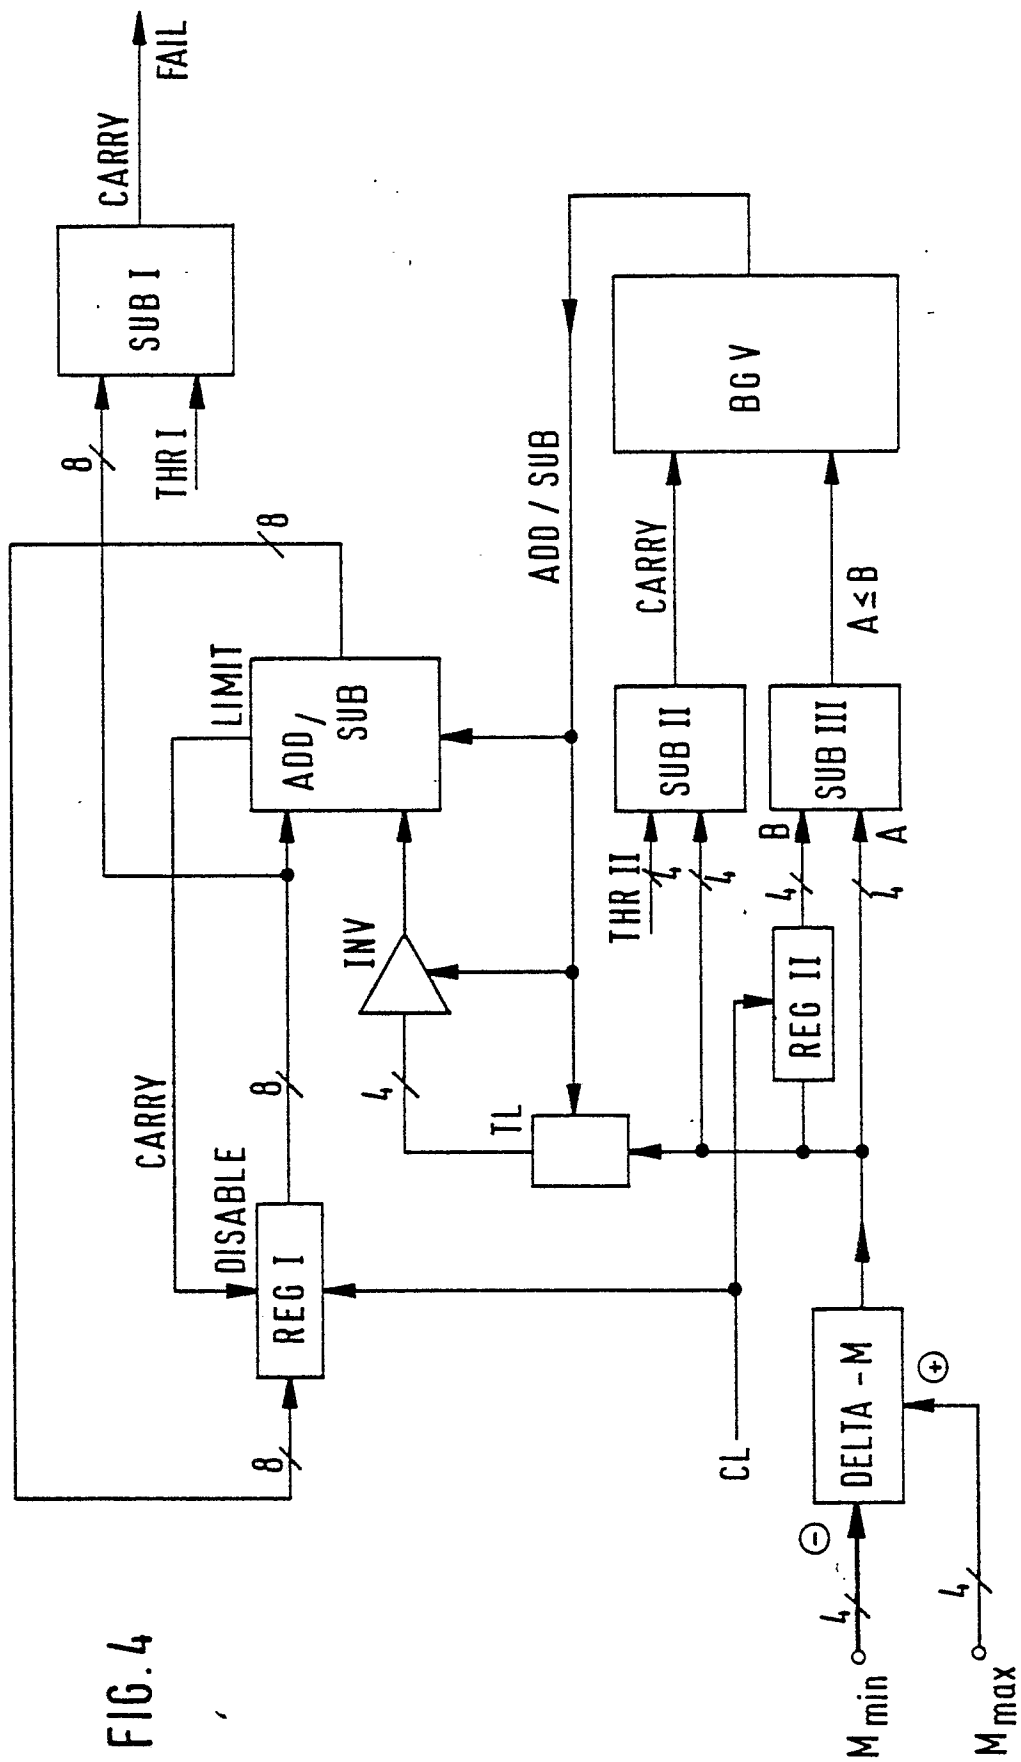 FIG. 4
CARRY
FAIL
SUB I
8
THR I
8
LIMIT
ADD/
SUB
CARRY
DISABLE
REG I
8
8
INV
4
TL
ADD / SUB
BGV
CARRY
A≤B
SUB II
SUB III
THR II
4
4
B
4
A
4
REG II
CL
DELTA - M
+
-
4
M min
4
M max